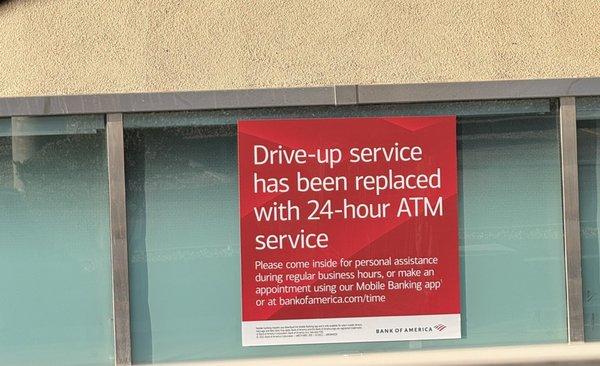 Drive-up service
has been replaced
with 24-hour ATM
service
Please come inside for personal assistance
during regular business hours, or make an
appointment using our Mobile Banking app¹
or at bankofamerica.com/time
BANK OF AMERICA